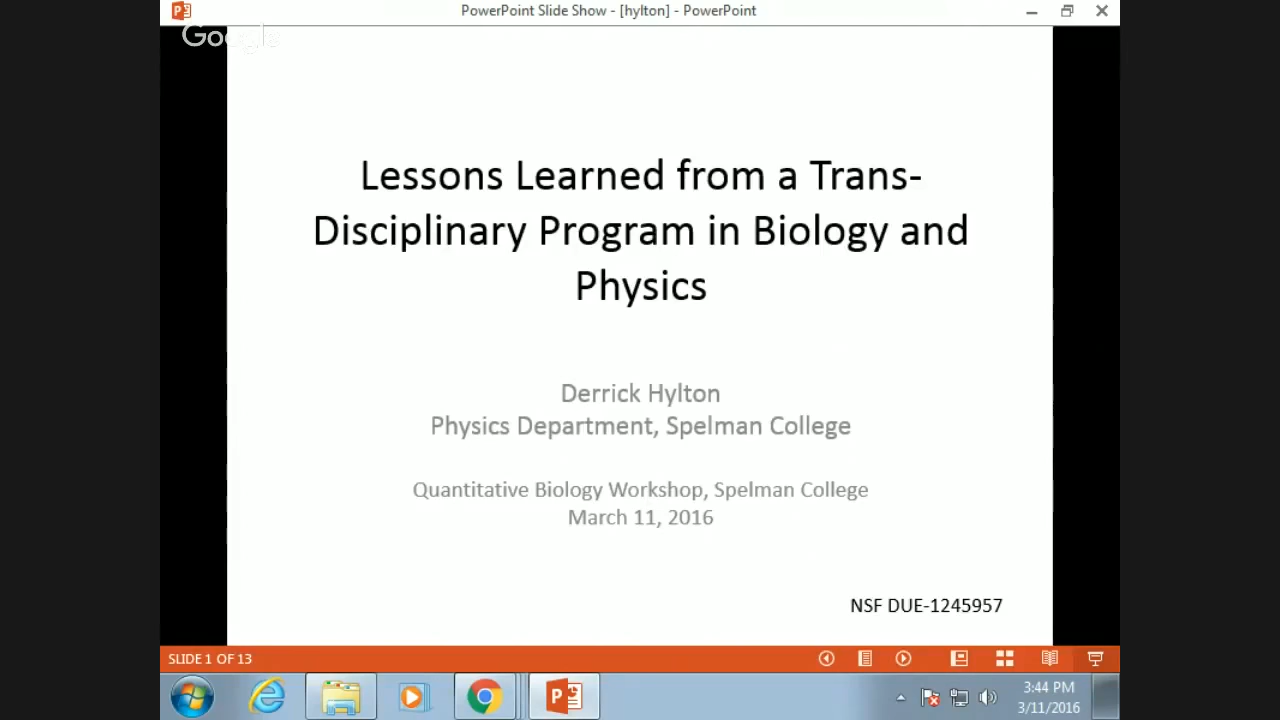 PowerPoint Slide Show - [hylton] - PowerPoint
Google
Lessons Learned from a Trans-
Disciplinary Program in Biology and
Physics
Derrick Hylton
Physics Department, Spelman College
Quantitative Biology Workshop, Spelman College
March 11, 2016
NSF DUE-1245957
SLIDE 1 OF 13
3:44 PM
3/11/2016